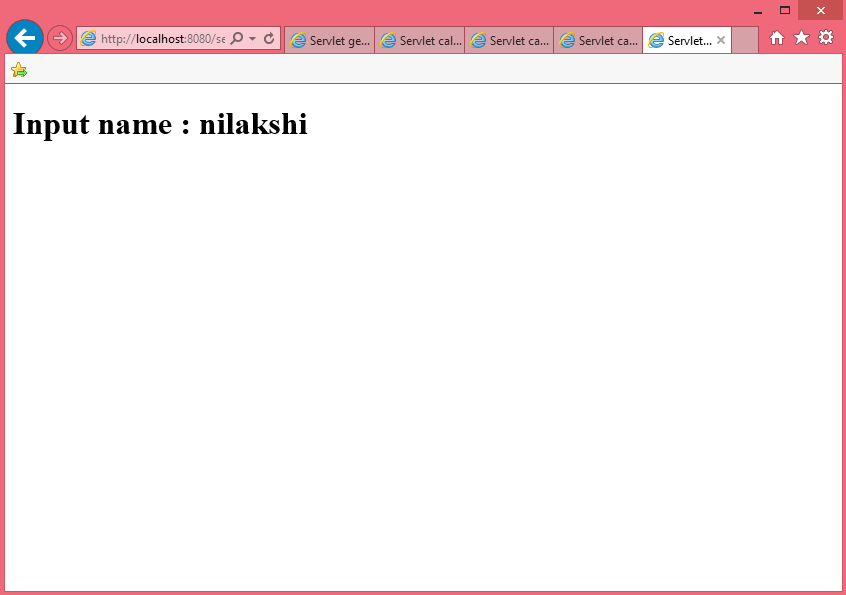 http://localhost:8080/se
Servlet ge...
Servlet cal...
Servlet ca...
Servlet ca...
Servlet...
Input name : nilakshi